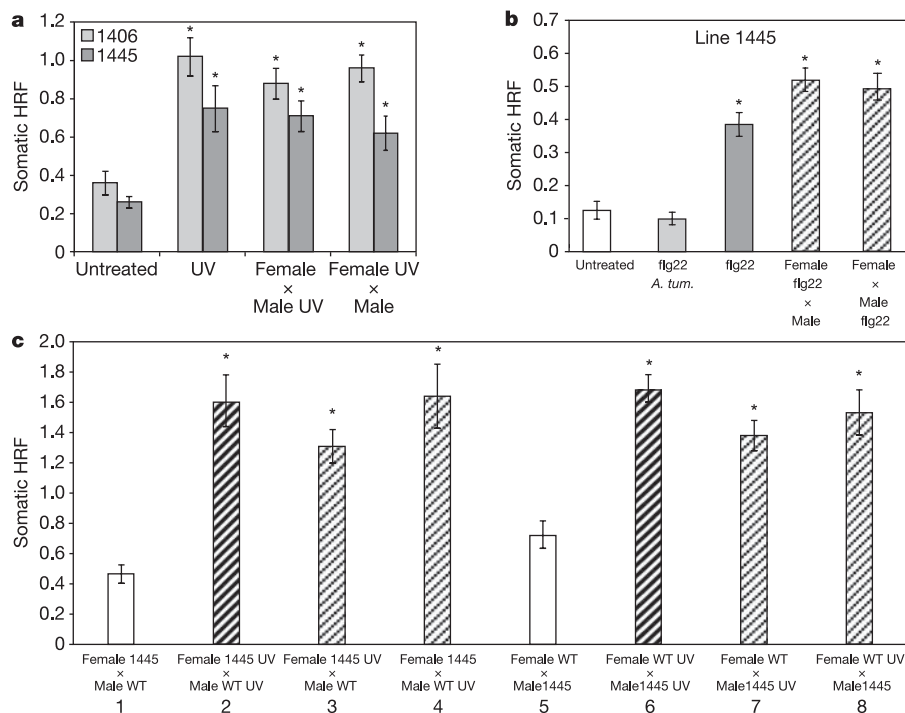 a
1406
1445
Somatic HRF
1.2
1.0
0.8
0.6
0.4
0.2
0
*
*
*
*
*
*
Untreated
UV
Female
×
Male UV
Female UV
×
Male
b
Line 1445
Somatic HRF
0.7
0.6
0.5
0.4
0.3
0.2
0.1
0
*
*
*
Untreated
flg22
A. tum.
flg22
Female
flg22
×
Male
Female
×
Male
flg22
c
Somatic HRF
2.0
1.8
1.6
1.4
1.2
1.0
0.8
0.6
0.4
0.2
0
*
*
*
*
*
*
Female 1445
×
Male WT
1
Female 1445 UV
×
Male WT UV
2
Female 1445 UV
×
Male WT
3
Female 1445
×
Male WT UV
4
Female WT
×
Male1445
5
Female WT UV
×
Male1445 UV
6
Female WT
×
Male1445 UV
7
Female WT UV
×
Male1445
8